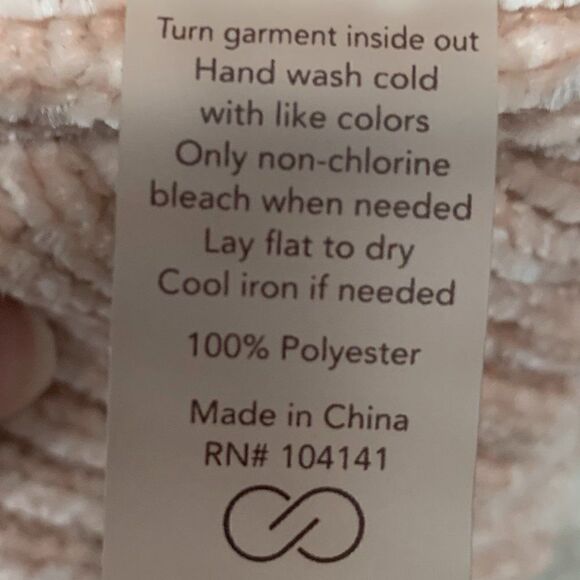 Turn garment inside out
Hand wash cold
with like colors
Only non-chlorine
bleach when needed
Lay flat to dry
Cool iron if needed
100% Polyester
Made in China
RN# 104141